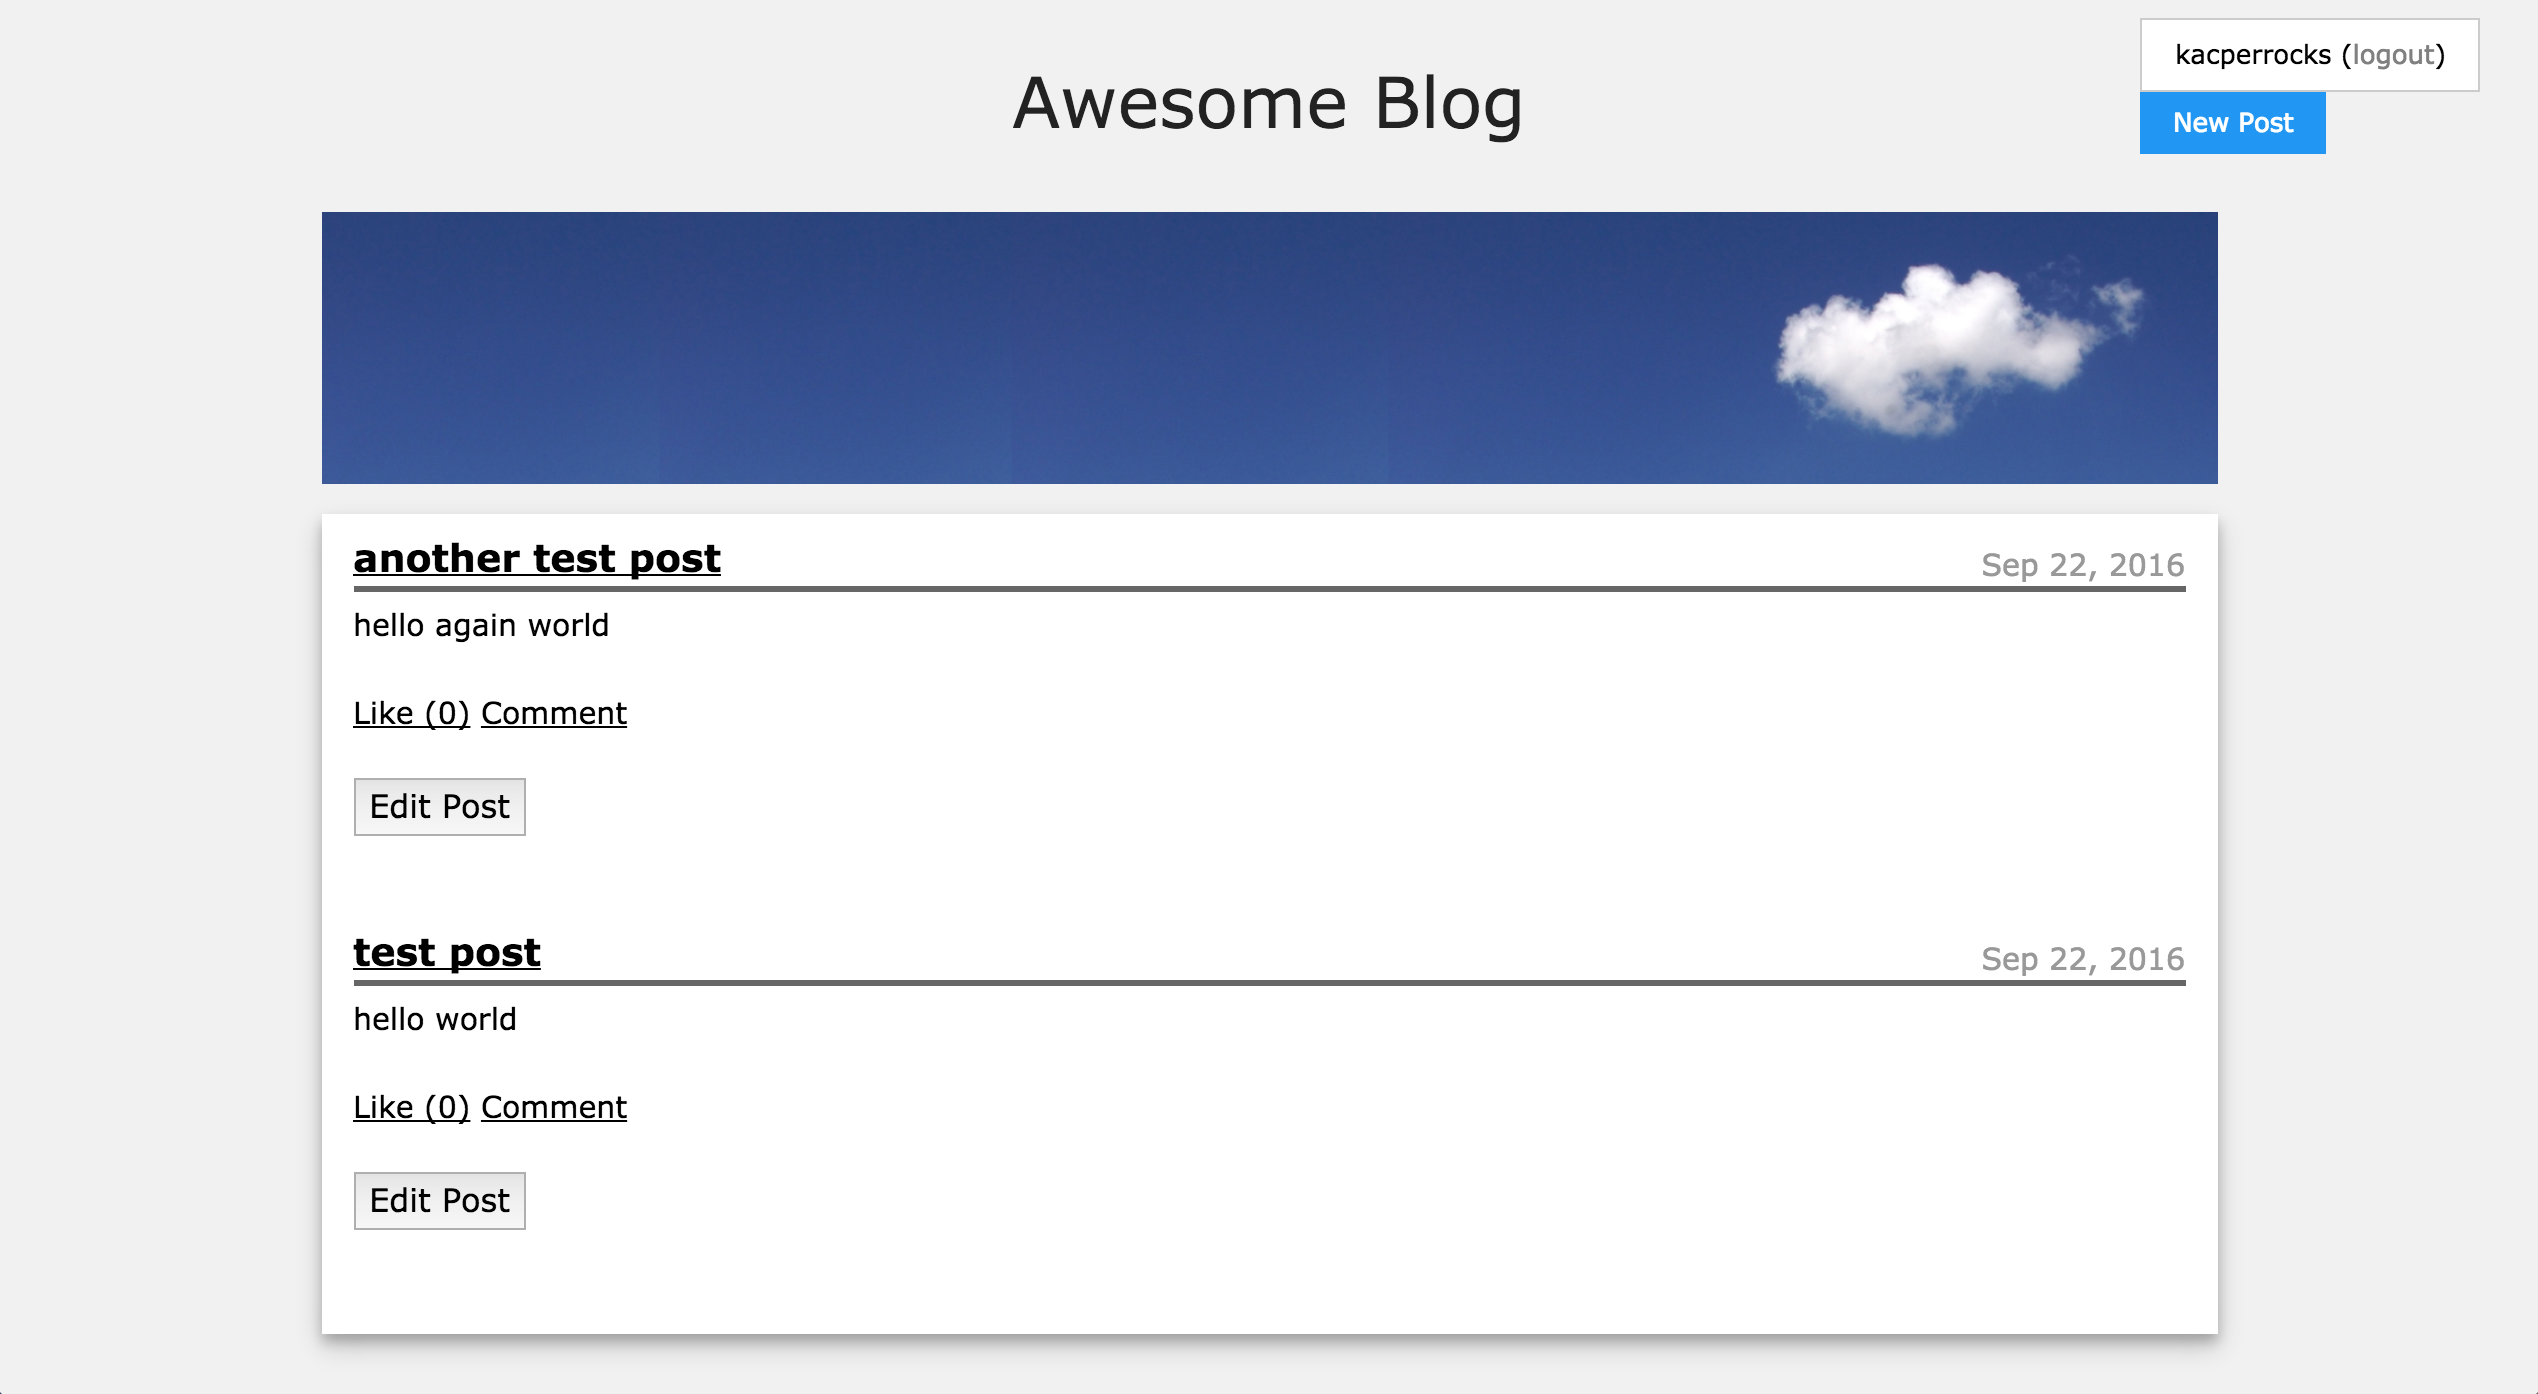 kacperrocks (logout)
Awesome Blog
New Post
another test post Sep 22, 2016
hello again world
Like (0) Comment
Edit Post
test post Sep 22, 2016
hello world
Like (0) Comment
Edit Post